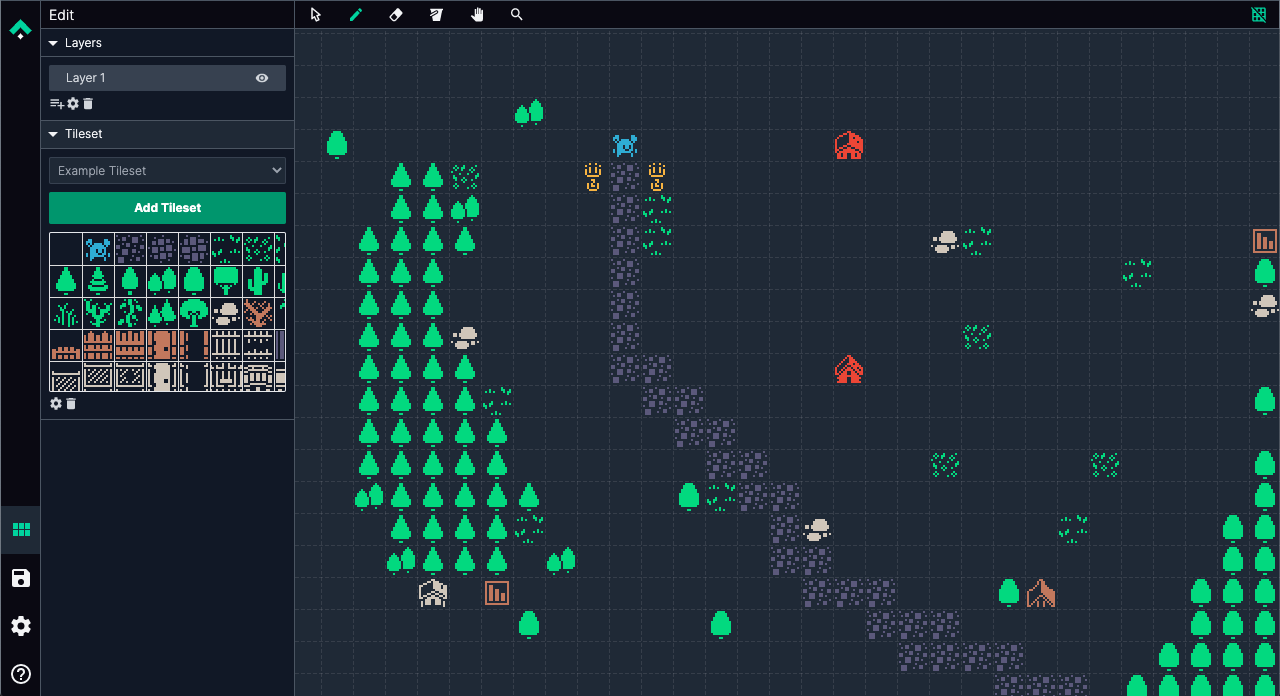 Edit
Layers
Layer 1
Tileset
Example Tileset
Add Tileset